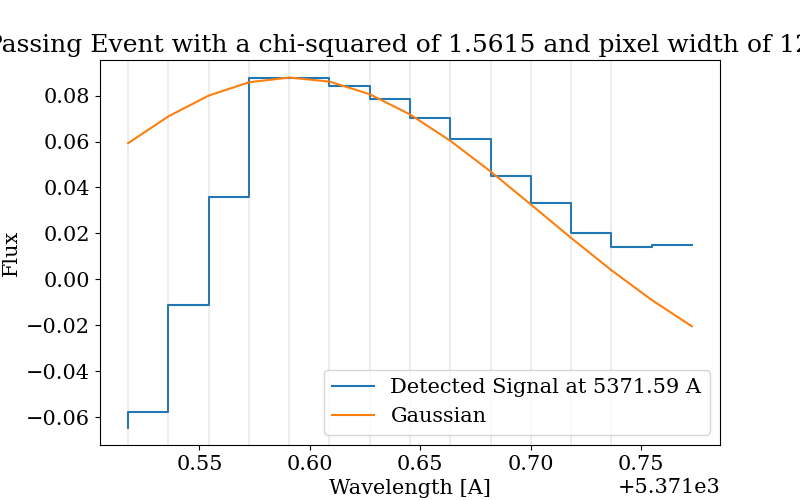 Passing Event with a chi-squared of 1.5615 and pixel width of 12
Flux
0.08
0.06
0.04
0.02
0.00
−0.02
−0.04
−0.06
Detected Signal at 5371.59 A
Gaussian
0.55 0.60 0.65 0.70 0.75
+5.371e3
Wavelength [A]